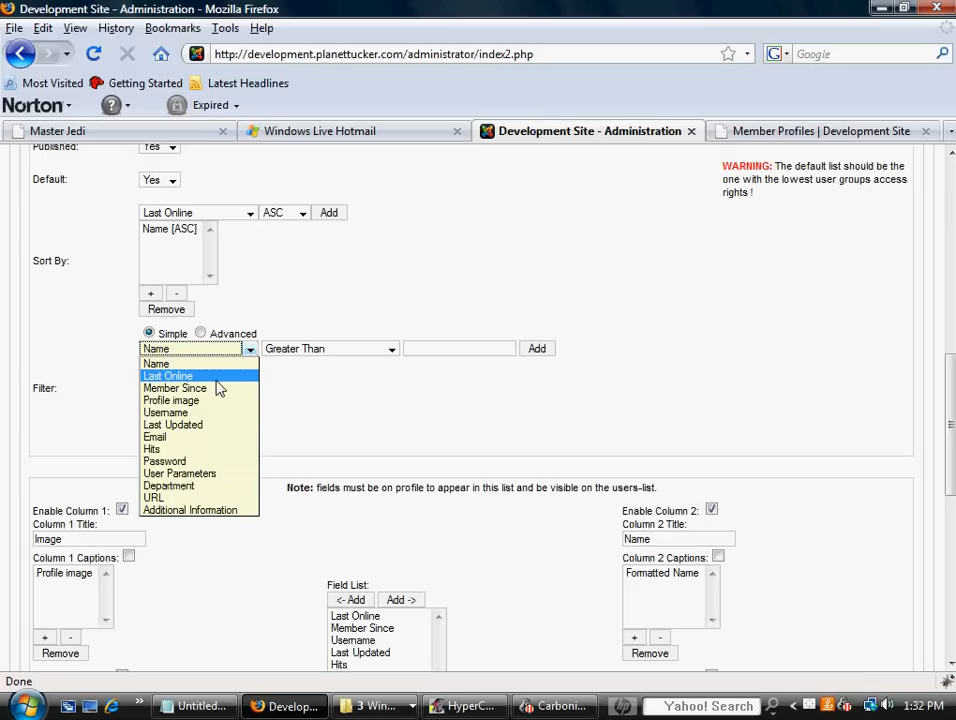 Development Site - Administration - Mozilla Firefox
File Edit View History Bookmarks Tools Help
http://development.planettucker.com/administrator/index2.php
Google
Most Visited Getting Started Latest Headlines
Norton Expired
Master Jedi Windows Live Hotmail Development Site - Administration Member Profiles | Development Site
Published: Yes
Default: Yes
WARNING: The default list should be the
one with the lowest user groups access
rights !
Last Online ASC Add
Name [ASC]
Sort By:
+ -
Remove
Simple Advanced
Name Greater Than Add
Name
Last Online
Filter:
Member Since
Profile image
Username
Last Updated
Email
Hits
Password
User Parameters
Department
URL
Additional Information
Note: fields must be on profile to appear in this list and be visible on the users-list.
Enable Column 1:
Column 1 Title:
Image
Column 1 Captions:
Profile image
+ -
Remove
Field List:
<- Add Add ->
Last Online
Member Since
Username
Last Updated
Hits
Enable Column 2:
Column 2 Title:
Name
Column 2 Captions:
Formatted Name
+ -
Remove
Done
Untitled... Develop... 3 Win... HyperC... Carboni... Yahoo! Search 1:32 PM